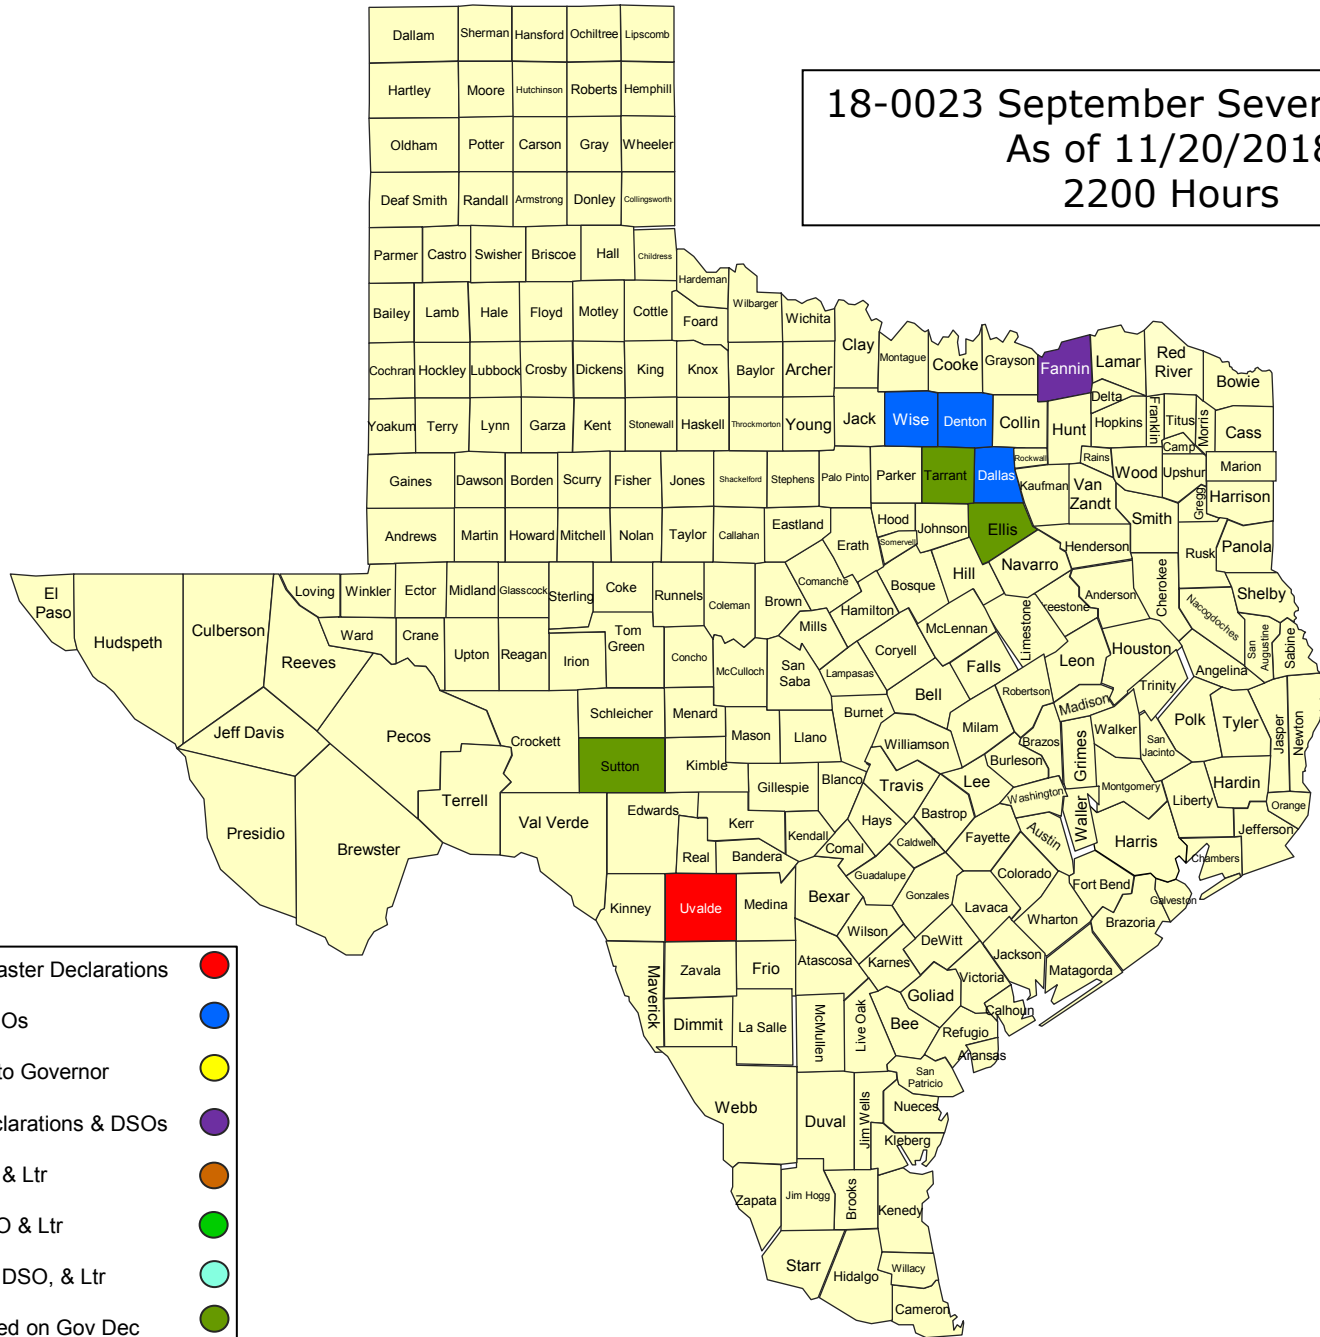 Dallam Sherman Hansford Ochiltree Lipscomb
Hartley Moore Hutchinson Roberts Hemphill
18-0023 September Sever
As of 11/20/2018
2200 Hours
Oldham Potter Carson Gray Wheeler
Deaf Smith Randall Armstrong Donley Collingsworth
Parmer Castro Swisher Briscoe Hall Childress
Hardeman
Bailey Lamb Hale Floyd Motley Cottle Foard Wilbarger Wichita
Clay Montague Cooke Grayson Fannin Lamar Red River Bowie
Cochran Hockley Lubbock Crosby Dickens King Knox Baylor Archer
Delta
Yoakum Terry Lynn Garza Kent Stonewall Haskell Throckmorton Young Jack Wise Denton Collin Hunt Hopkins Franklin Titus Morris Cass
Camp
Rockwall Rains Wood Upshur Marion
Gaines Dawson Borden Scurry Fisher Jones Shackelford Stephens Palo Pinto Parker Tarrant Dallas Kaufman Van Zandt Gregg Harrison
Andrews Martin Howard Mitchell Nolan Taylor Callahan Eastland Erath Hood Somervell Johnson Ellis Henderson Smith Rusk Panola
El Paso Hudspeth Culberson Loving Winkler Ector Midland Glasscock Sterling Coke Runnels Coleman Brown Comanche Bosque Hill Navarro Anderson Cherokee Shelby
Hamilton Limestone reestone Nacogdoches
Ward Crane Upton Reagan Irion Tom Green Concho McCulloch San Saba Mills Lampasas Coryell McLennan Falls Leon Houston Angelina San Augustine Sabine
Reeves Jeff Davis Pecos Crockett Schleicher Menard Mason Llano Burnet Bell Milam Robertson Madison Trinity
Williamson Brazos Grimes Walker San Jacinto Polk Tyler Jasper Newton
Presidio Brewster Terrell Val Verde Sutton Kimble Gillespie Blanco Travis Lee Burleson Washington Montgomery Liberty Hardin Orange
Edwards Kerr Kendall Hays Bastrop Caldwell Fayette Austin Waller Harris Jefferson Chambers
Real Bandera Comal Guadalupe Gonzales Colorado Fort Bend Galveston
Kinney Uvalde Medina Bexar Wilson Lavaca Wharton Brazoria
Maverick Zavala Frio Atascosa Karnes DeWitt Jackson Matagorda
Dimmit La Salle McMullen Live Oak Bee Goliad Victoria Calhoun
Refugio Aransas
San Patricio
Webb Duval Jim Wells Nueces
Kleberg
Zapata Jim Hogg Brooks Kenedy
Starr Hidalgo Willacy
Cameron
aster Declarations
Os
to Governor
clarations & DSOs
& Ltr
O & Ltr
DSO, & Ltr
ed on Gov Dec